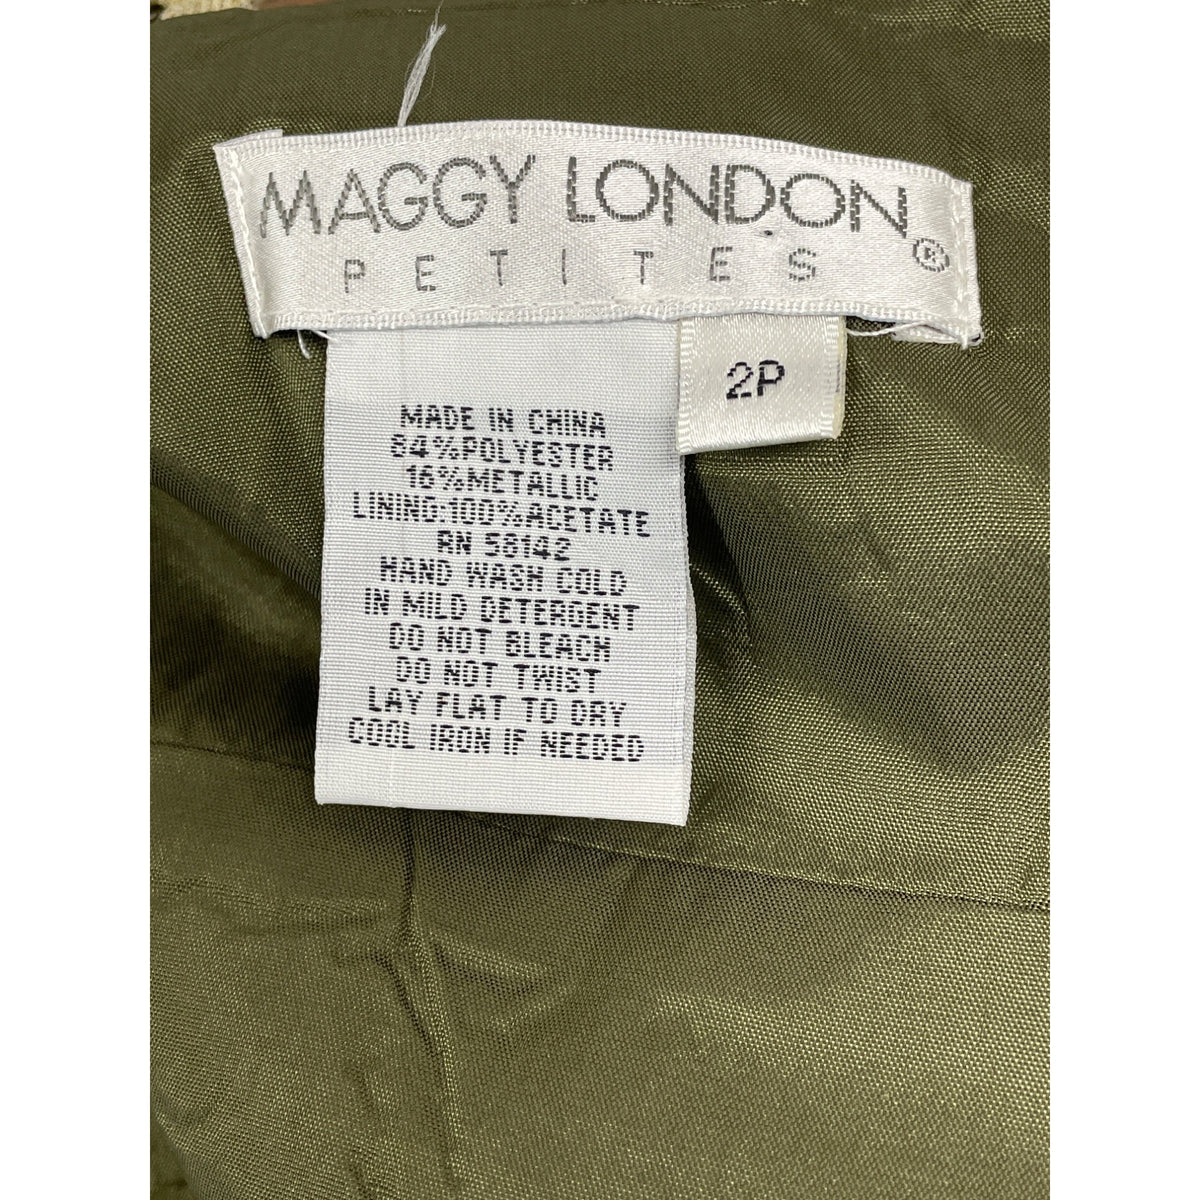 MAGGY LONDON®
PETITES
2P
MADE IN CHINA
84%POLYESTER
16%METALLIC
LINING:100%ACETATE
RN 58142
HAND WASH COLD
IN MILD DETERGENT
DO NOT BLEACH
DO NOT TWIST
LAY FLAT TO DRY
COOL IRON IF NEEDED